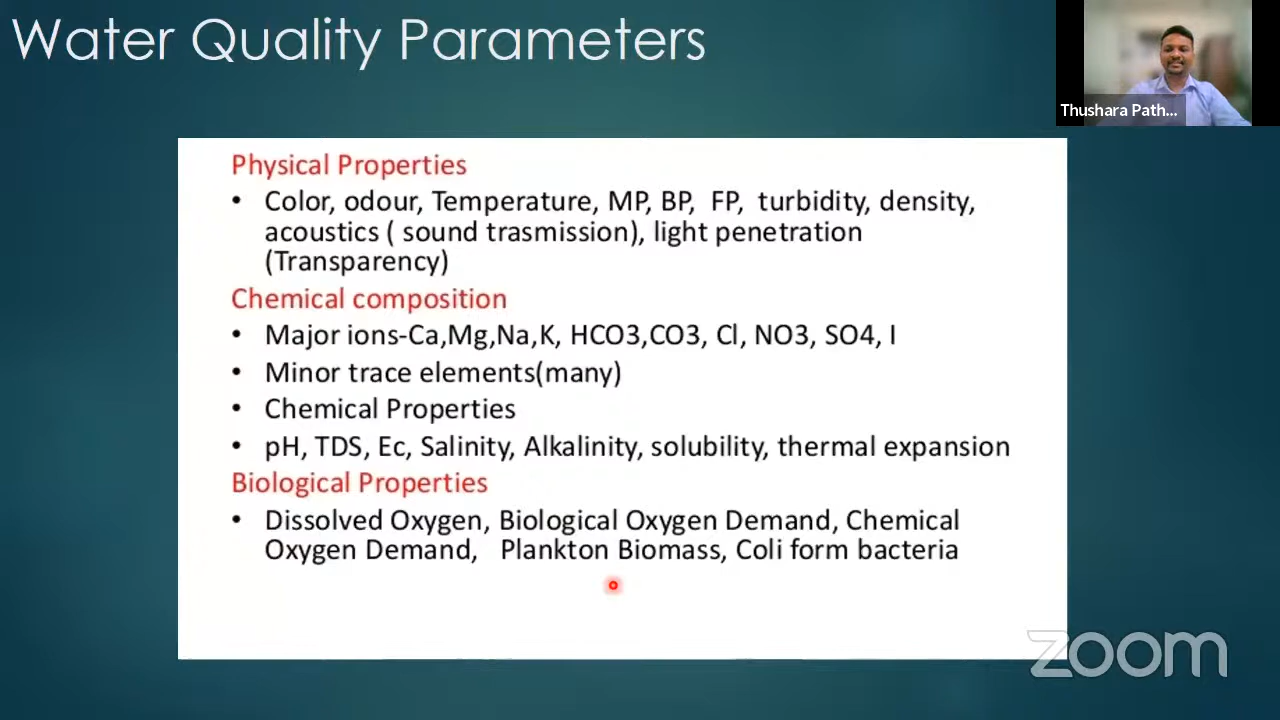 Water Quality Parameters
Thushara Path...
Physical Properties
• Color, odour, Temperature, MP, BP, FP, turbidity, density,
acoustics ( sound trasmission), light penetration
(Transparency)
Chemical composition
• Major ions-Ca,Mg,Na,K, HCO3,CO3, Cl, NO3, SO4, I
• Minor trace elements(many)
• Chemical Properties
• pH, TDS, Ec, Salinity, Alkalinity, solubility, thermal expansion
Biological Properties
• Dissolved Oxygen, Biological Oxygen Demand, Chemical
Oxygen Demand, Plankton Biomass, Coli form bacteria
zoom